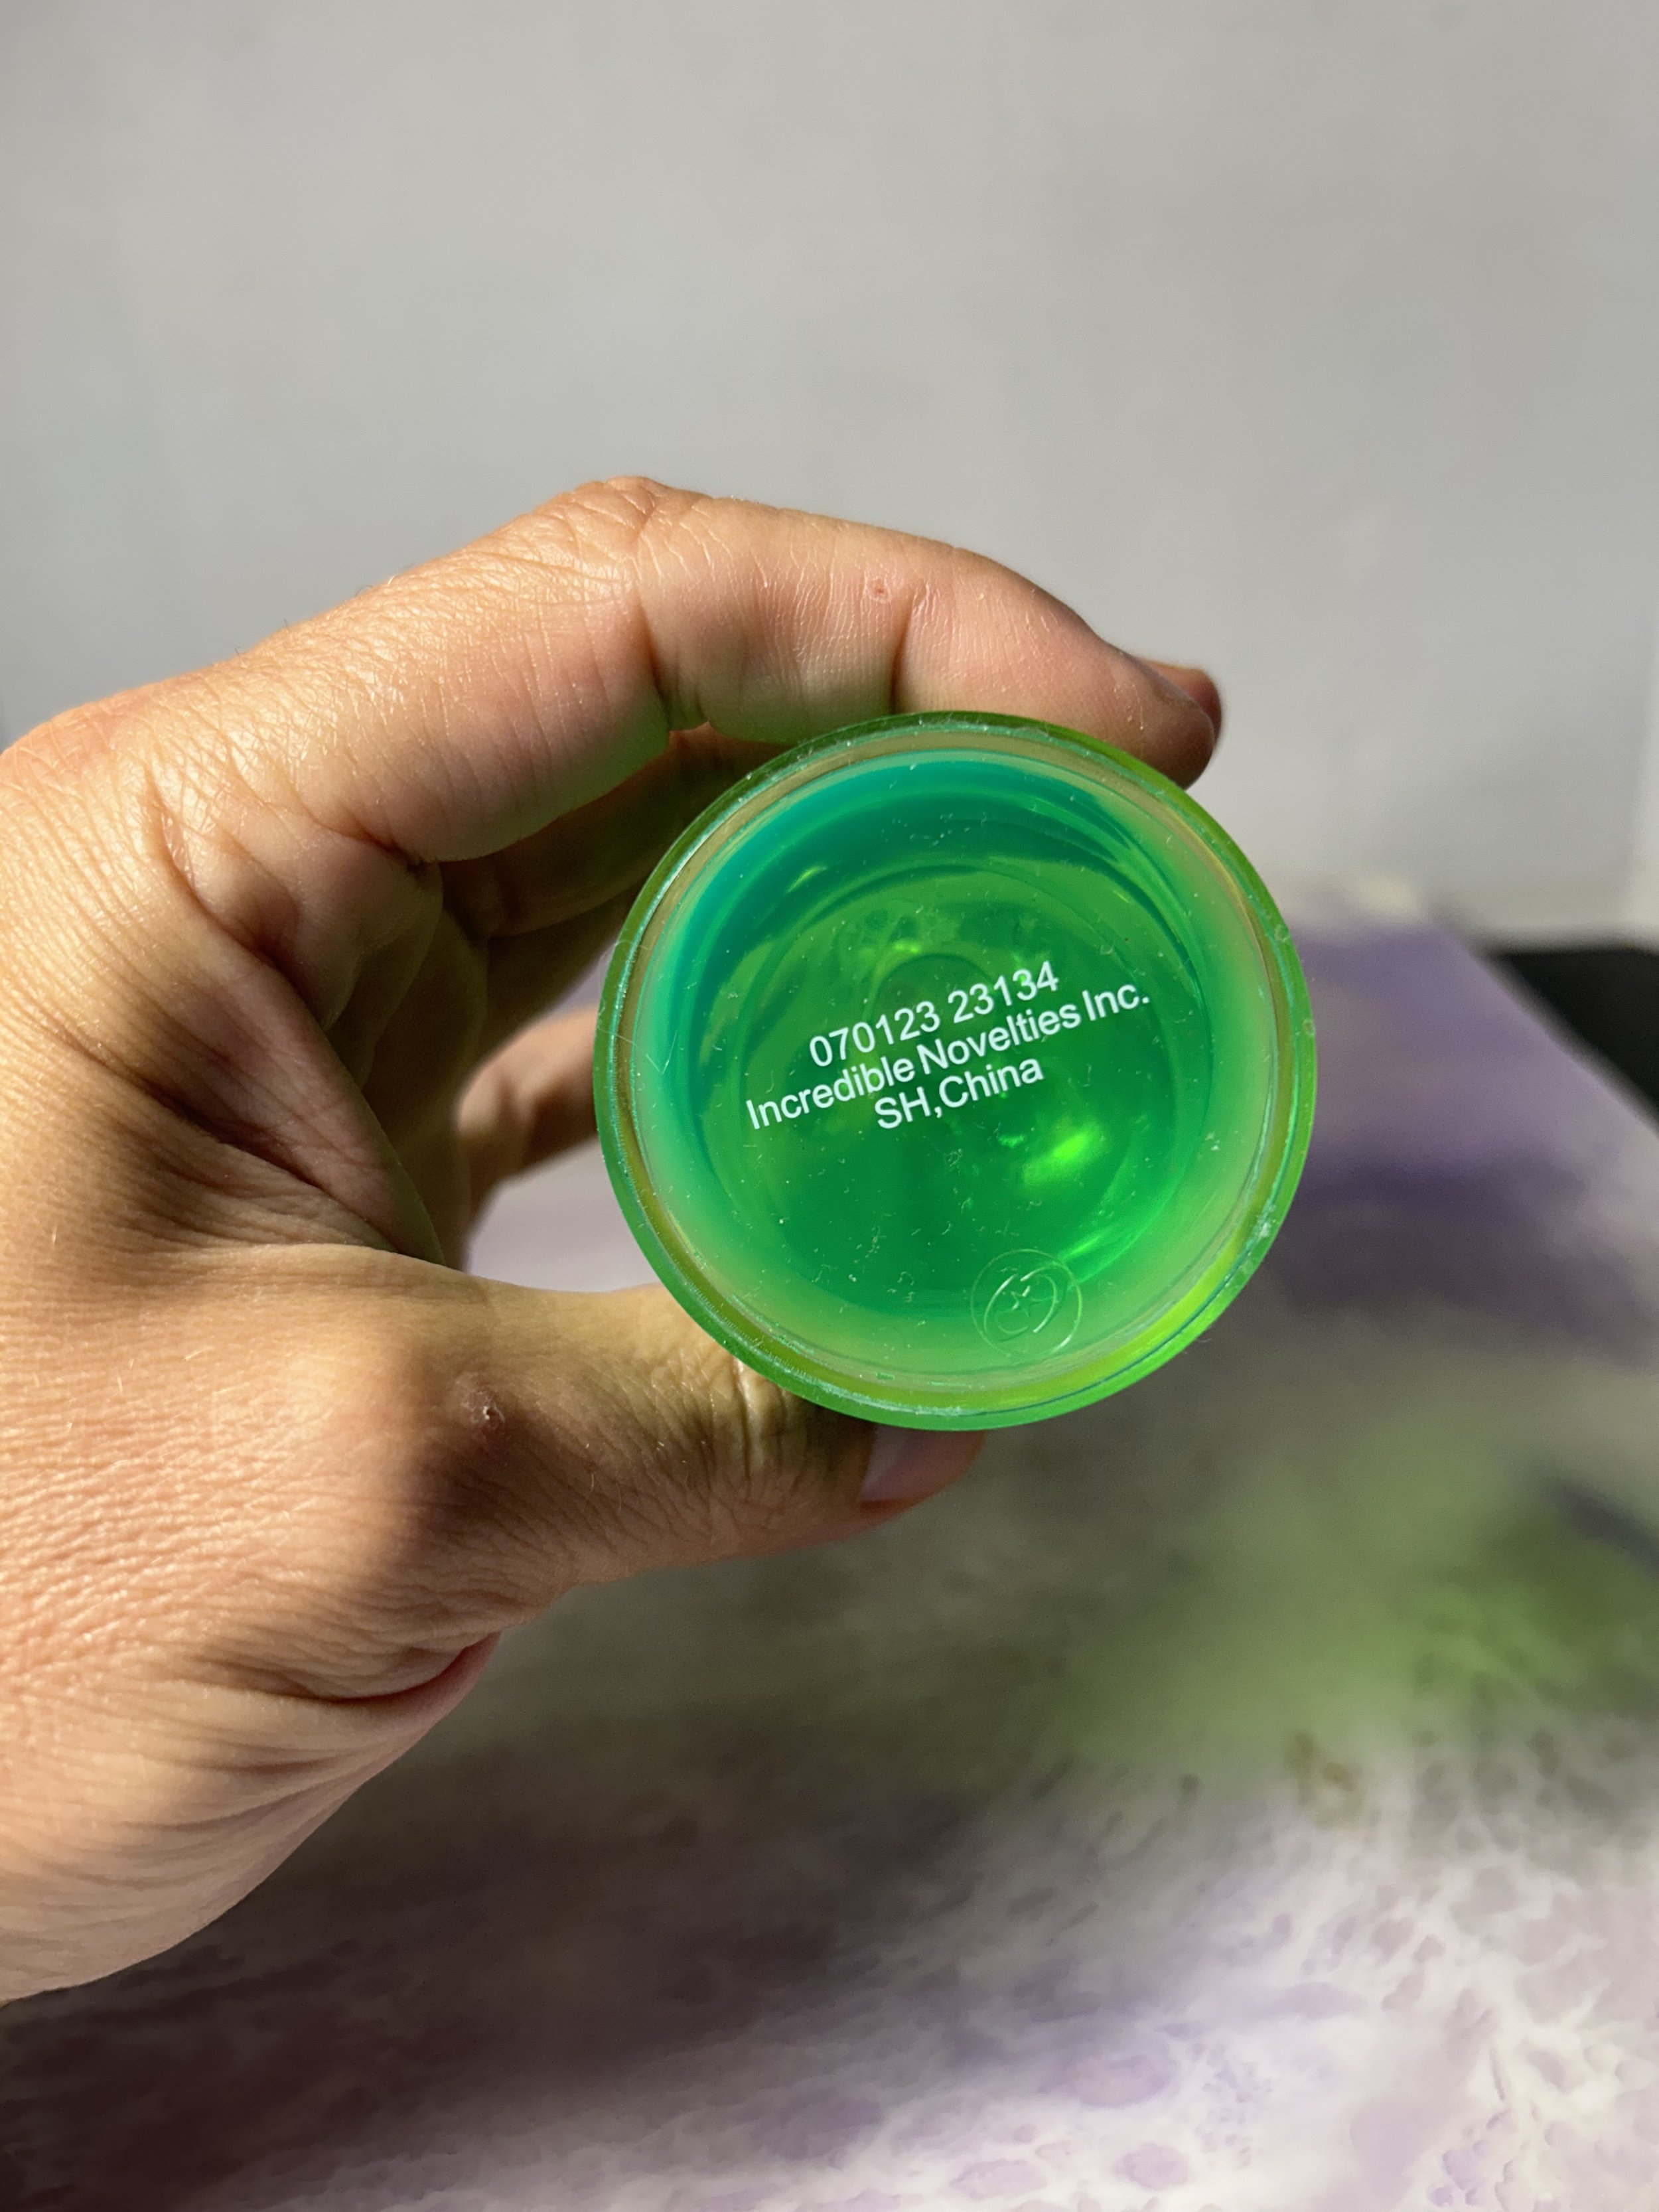 070123 23134
Incredible Novelties Inc.
SH,China